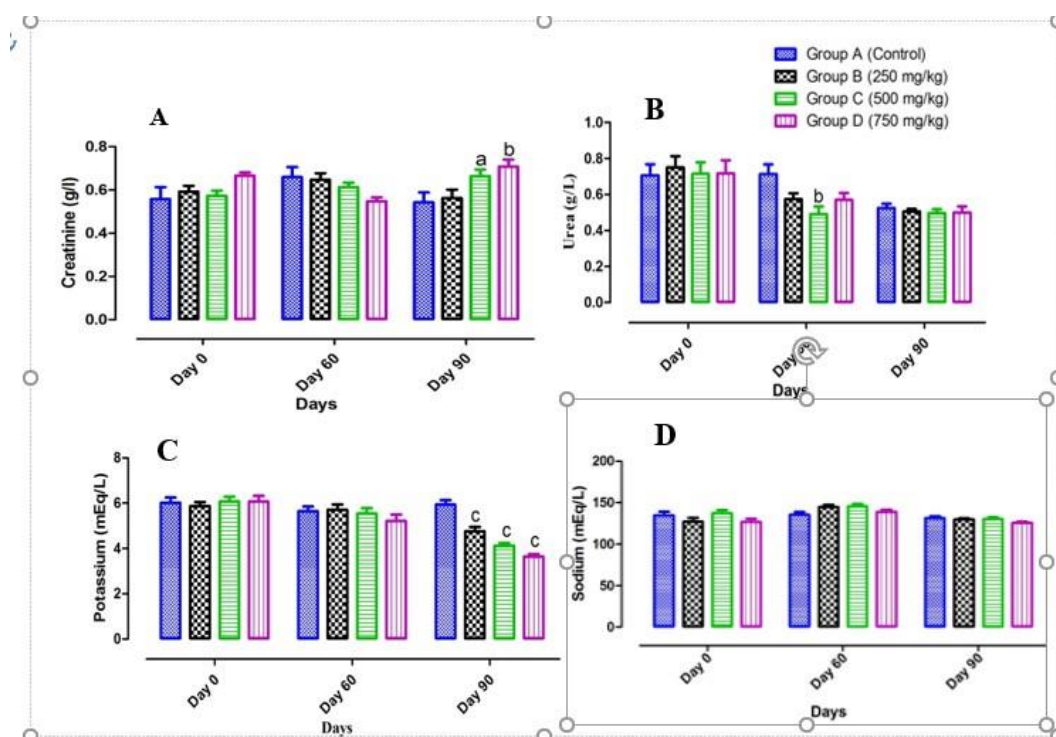 Group A (Control)
Group B (250 mg/kg)
Group C (500 mg/kg)
Group D (750 mg/kg)
A
Creatinine (g/l)
0.8
0.6
0.4
0.2
0.0
a
b
Day 0
Day 60
Day 90
Days
B
Urea (g/L)
1.0
0.8
0.6
0.4
0.2
0.0
b
Day 0
Day
Day 90
Days
C
Potassium (mEq/L)
8
6
4
2
0
c
c
c
Day 0
Day 60
Day 90
Days
D
Sodium (mEq/L)
200
150
100
50
0
Day 0
Day 60
Day 90
Days